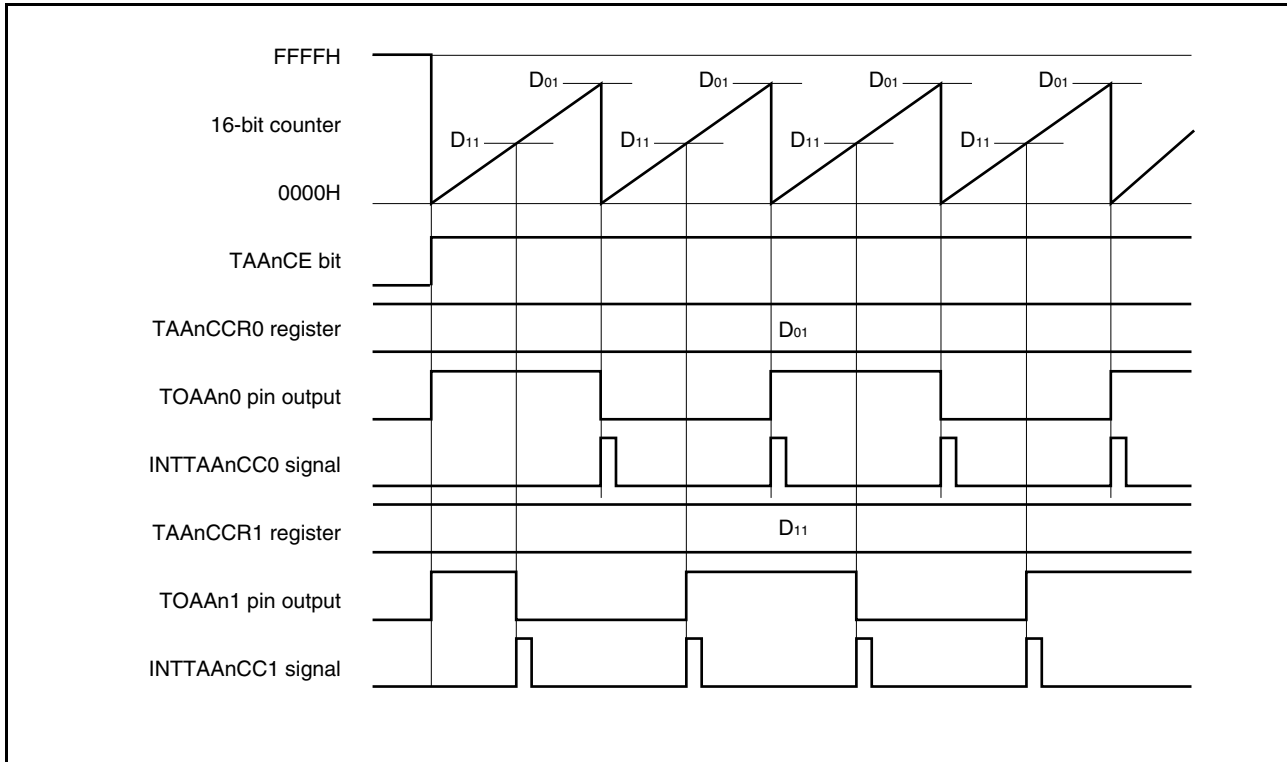 FFFFH
D01 D01 D01 D01
16-bit counter
D11 D11 D11 D11
0000H
TAAnCE bit
TAAnCCR0 register
D01
TOAAn0 pin output
INTTAAnCC0 signal
TAAnCCR1 register
D11
TOAAn1 pin output
INTTAAnCC1 signal